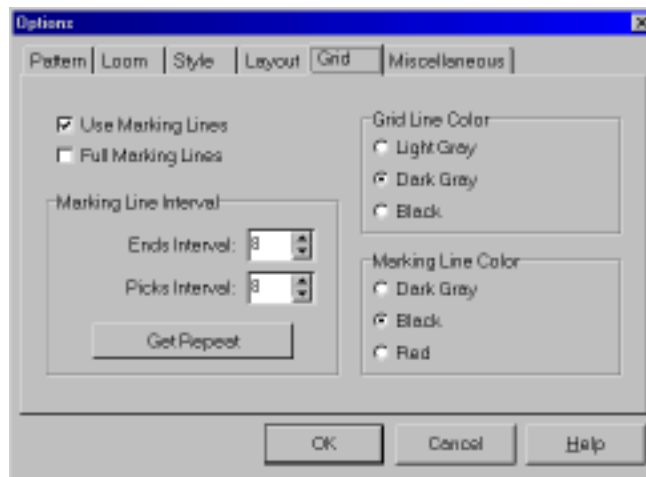 Options
Pattern Loom Style Layout Grid Miscellaneous
Use Marking Lines
Full Marking Lines
Marking Line Interval
Ends Interval: 8
Picks Interval: 8
Get Repeat
Grid Line Color
Light Gray
Dark Gray
Black
Marking Line Color
Dark Gray
Black
Red
OK Cancel Help